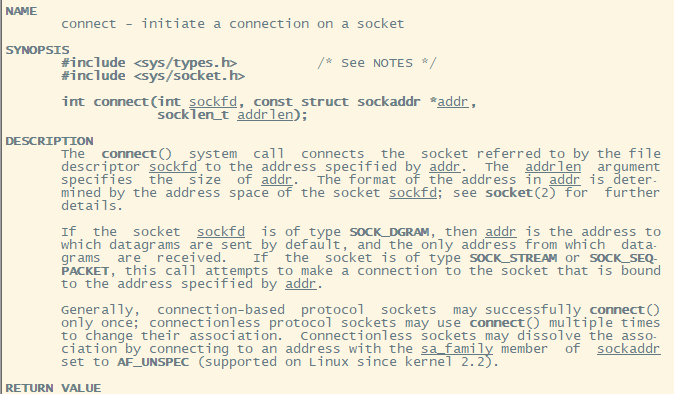 NAME
connect - initiate a connection on a socket
SYNOPSIS
#include <sys/types.h> /* See NOTES */
#include <sys/socket.h>
int connect(int sockfd, const struct sockaddr *addr,
socklen_t addrlen);
DESCRIPTION
The connect() system call connects the socket referred to by the file
descriptor sockfd to the address specified by addr. The addrlen argument
specifies the size of addr. The format of the address in addr is deter-
mined by the address space of the socket sockfd; see socket(2) for further
details.
If the socket sockfd is of type SOCK_DGRAM, then addr is the address to
which datagrams are sent by default, and the only address from which data-
grams are received. If the socket is of type SOCK_STREAM or SOCK_SEQ-
PACKET, this call attempts to make a connection to the socket that is bound
to the address specified by addr.
Generally, connection-based protocol sockets may successfully connect()
only once; connectionless protocol sockets may use connect() multiple times
to change their association. Connectionless sockets may dissolve the asso-
ciation by connecting to an address with the sa_family member of sockaddr
set to AF_UNSPEC (supported on Linux since kernel 2.2).
RETURN VALUE